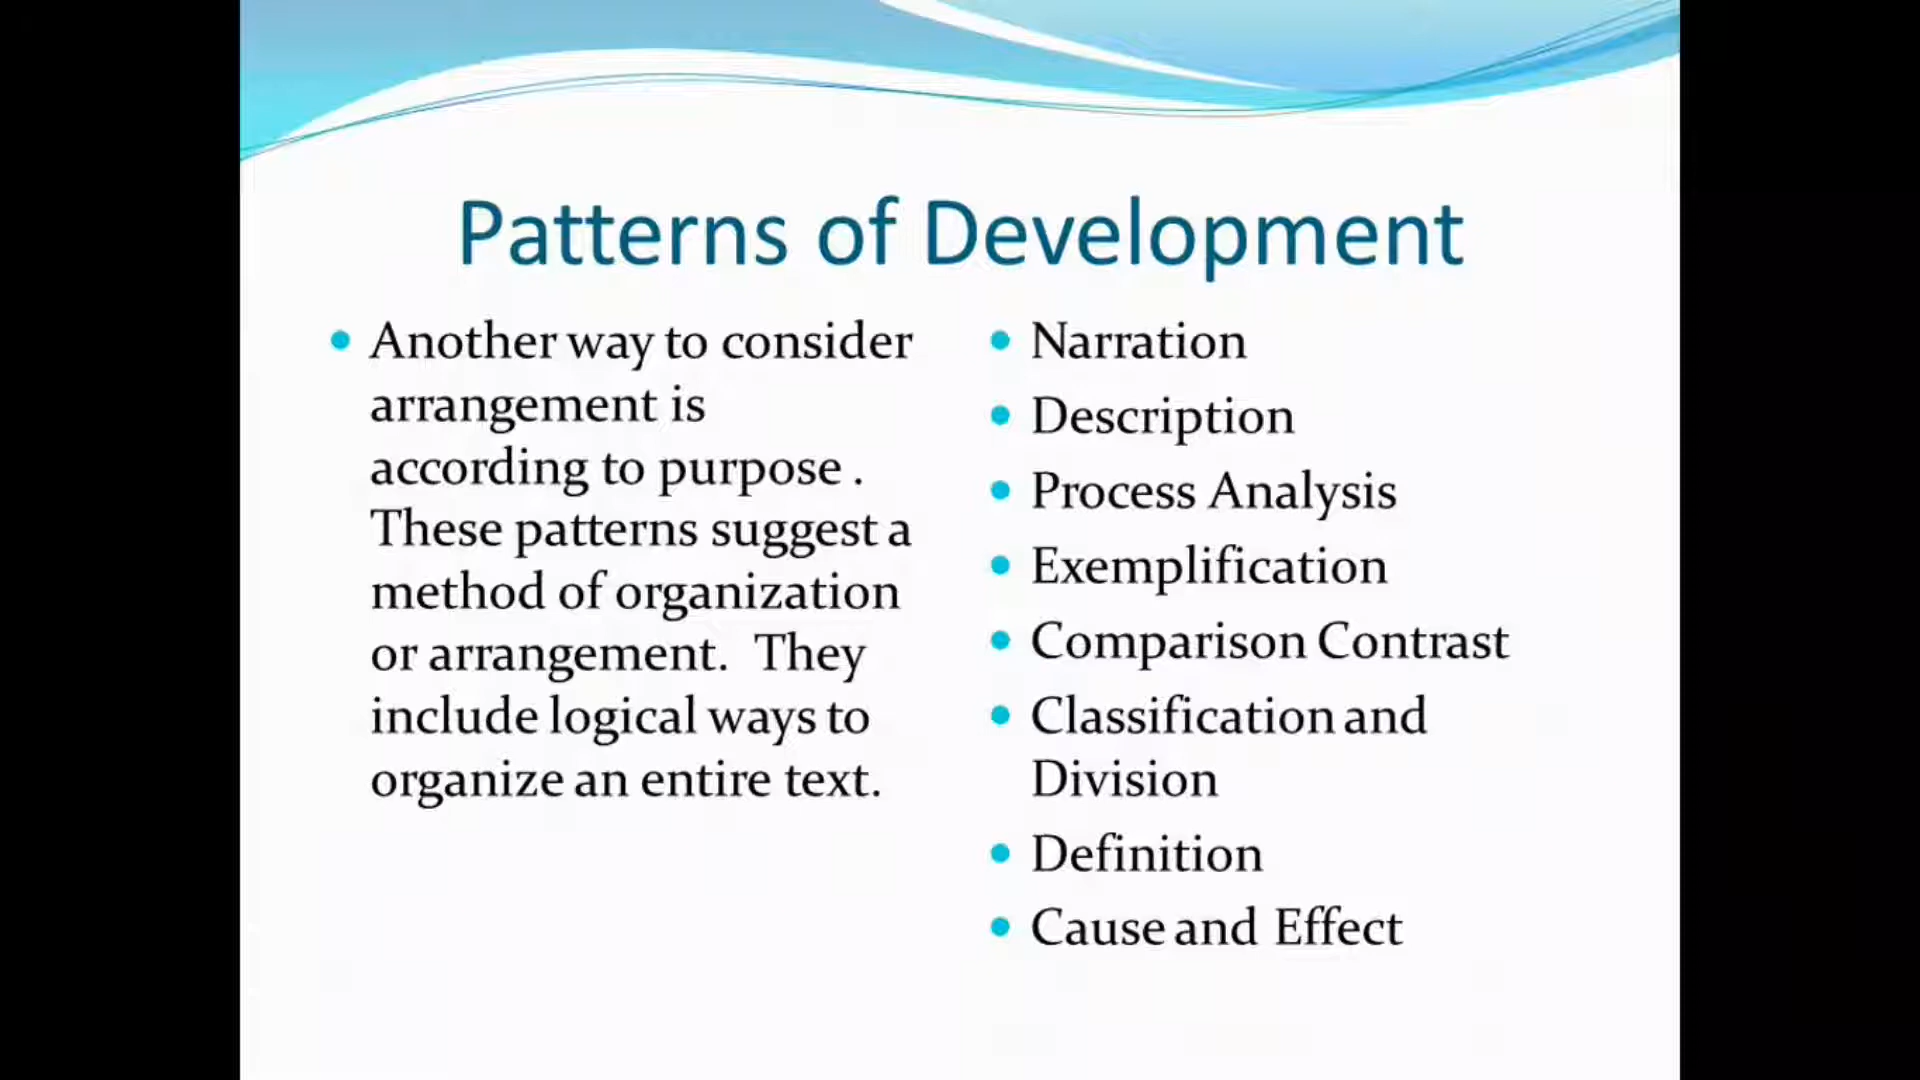 Patterns of Development
Another way to consider
arrangement is
according to purpose .
These patterns suggest a
method of organization
or arrangement.  They
include logical ways to
organize an entire text.
Narration
Description
Process Analysis
Exemplification
Comparison Contrast
Classification and
Division
Definition
Cause and Effect